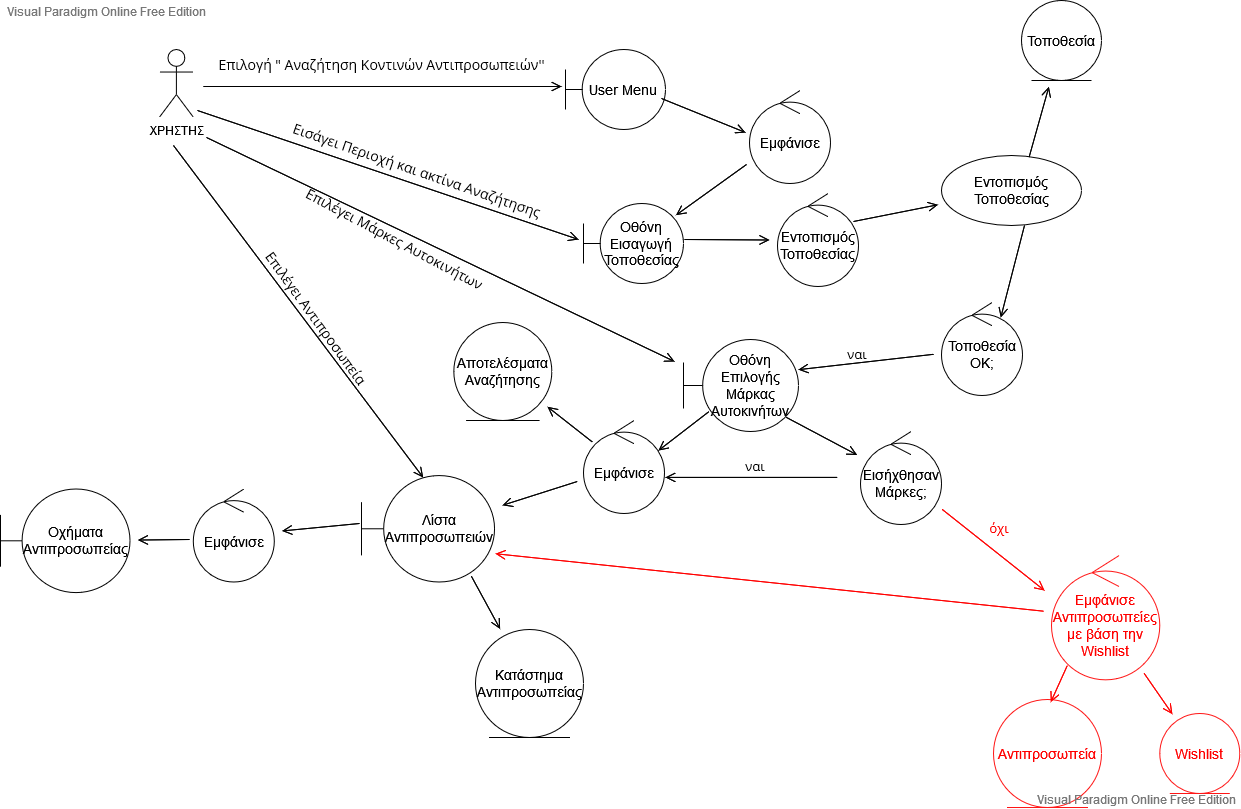 Visual Paradigm Online Free Edition
Τοποθεσία
Επιλογή " Αναζήτηση Κοντινών Αντιπροσωπειών"
User Menu
ΧΡΗΣΤΗΣ
Εμφάνισε
Εισάγει Περιοχή και ακτίνα Αναζήτησης
Επιλέγει Μάρκες Αυτοκινήτων
Επιλέγει Αντιπροσωπεία
Οθόνη
Εισαγωγή
Τοποθεσίας
Εντοπισμός
Τοποθεσίας
Εντοπισμός
Τοποθεσίας
Τοποθεσία
ΟΚ;
ναι
Οθόνη
Επιλογής
Μάρκας
Αυτοκινήτων
Αποτελέσματα
Αναζήτησης
Εμφάνισε
ναι
Εισήχθησαν
Μάρκες;
όχι
Λίστα
Αντιπροσωπειών
Εμφάνισε
Οχήματα
Αντιπροσωπείας
Εμφάνισε
Αντιπροσωπείες
με βάση την
Wishlist
Κατάστημα
Αντιπροσωπείας
Αντιπροσωπεία
Wishlist
Visual Paradigm Online Free Edition